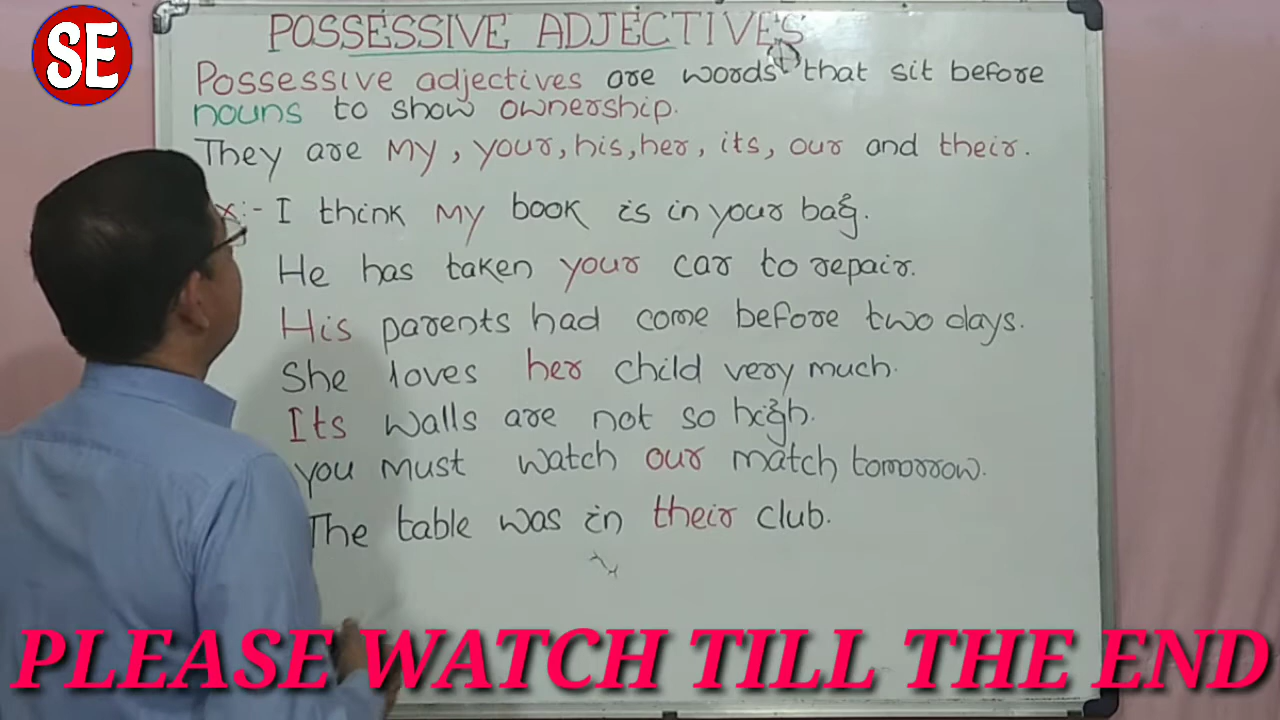 SE
POSSESSIVE ADJECTIVES
Possessive adjectives are words that sit before
nouns to show ownership.
They are my, your, his, her, its, our and their.
x:- I think my book is in your bag.
He has taken your car to repair.
His parents had come before two days.
She loves her child very much.
Its walls are not so high.
you must watch our match tomorrow.
The table was in their club.
PLEASE WATCH TILL THE END